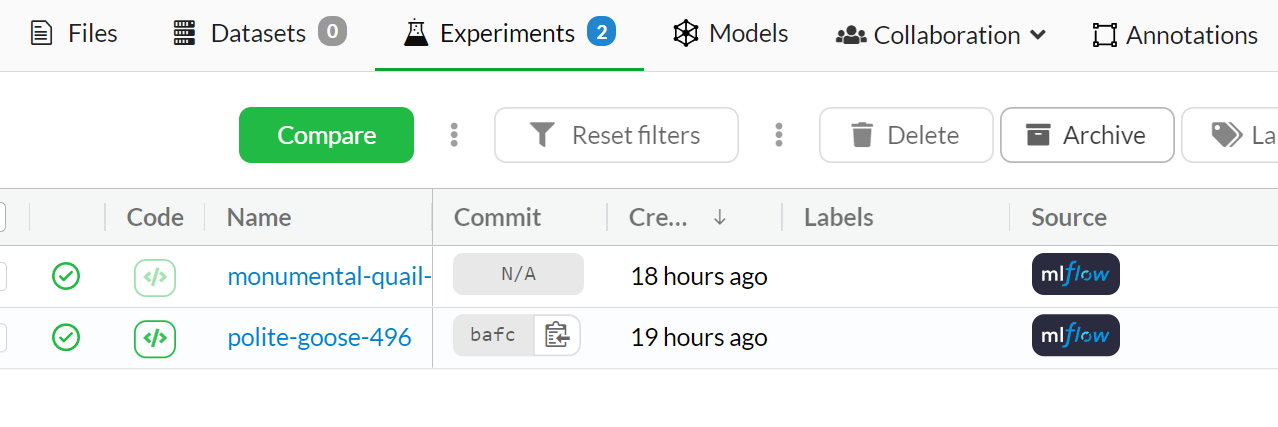 Files Datasets 0 Experiments 2 Models Collaboration Annotations
Compare Reset filters Delete Archive La
Code Name Commit Cre... Labels Source
monumental-quail- N/A 18 hours ago mlflow
polite-goose-496 bafc 19 hours ago mlflow